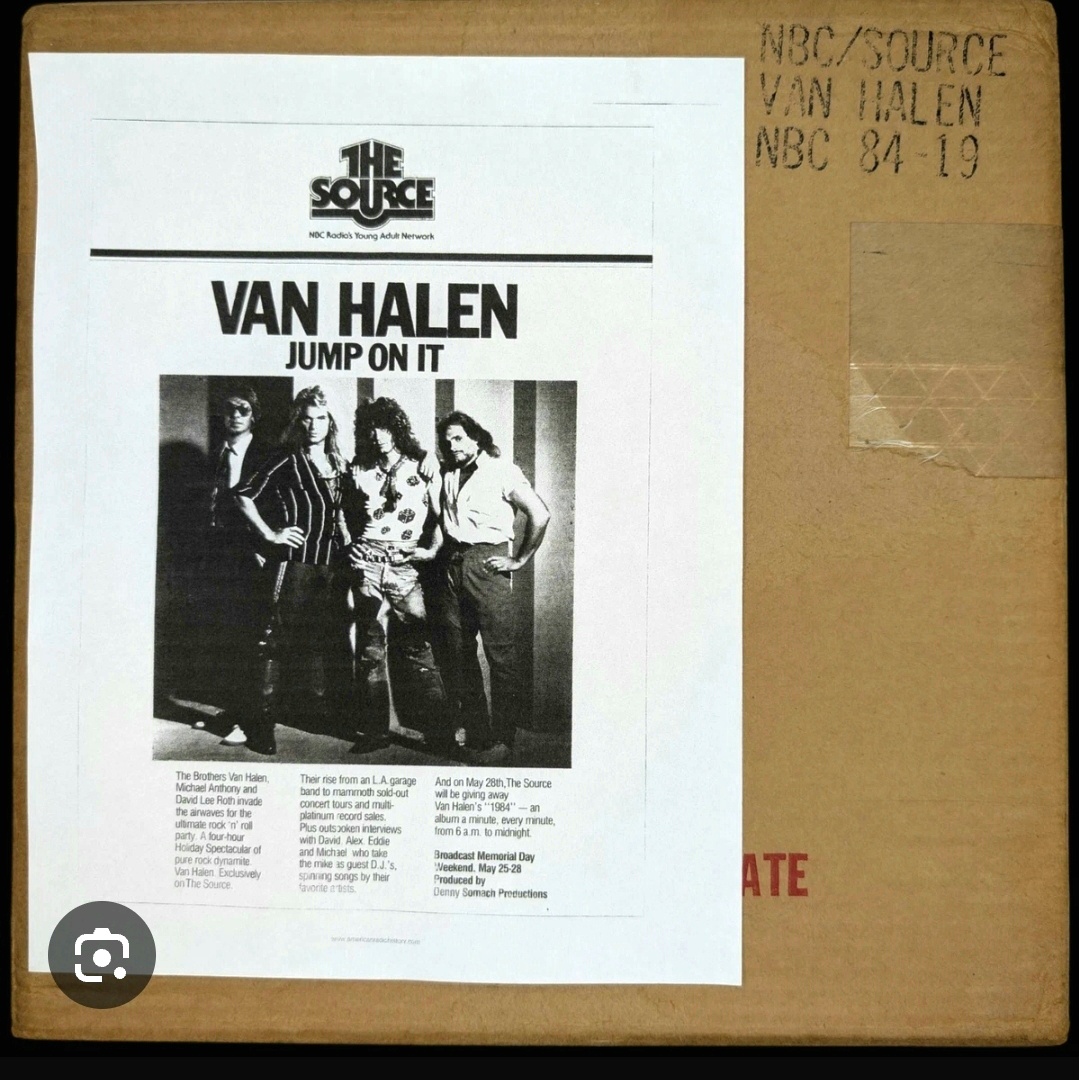 NBC/SOURCE
VAN HALEN
NBC 84-19
THE
SOURCE
NBC Radio's Young Adult Network
VAN HALEN
JUMP ON IT
The Brothers Van Halen,
Michael Anthony and
David Lee Roth invade
the airwaves for the
ultimate rock 'n' roll
party. A four-hour
Holiday Spectacular of
pure rock dynamite.
Van Halen. Exclusively
on The Source.
Their rise from an L.A. garage
band to mammoth sold-out
concert tours and multi-
platinum record sales.
Plus outspoken interviews
with David, Alex, Eddie
and Michael who take
the mike as guest D.J.'s,
spinning songs by their
favorite artists.
And on May 28th, The Source
will be giving away
Van Halen's "1984" — an
album a minute, every minute,
from 6 a.m. to midnight.
Broadcast Memorial Day
Weekend, May 25-28
Produced by
Denny Somach Productions
ATE